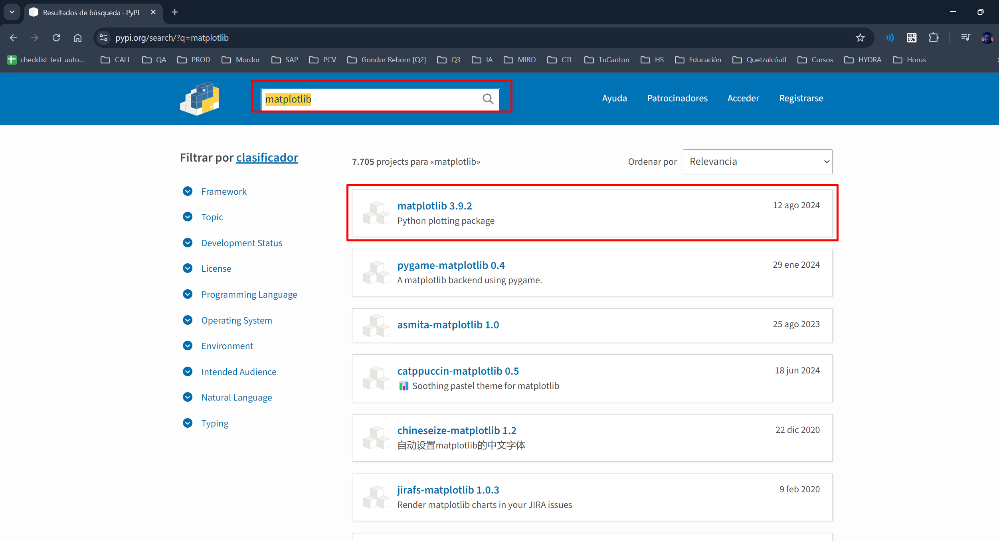 Resultados de búsqueda · PyPI
pypi.org/search/?q=matplotlib
checklist-test-auto...
CALL
QA
PROD
Mordor
SAP
PCV
Gondor Reborn [Q2]
Q3
IA
MIRO
CTL
TuCanton
HS
Educación
Quetzalcóatl
Cursos
HYDRA
Horus
matplotlib
Ayuda
Patrocinadores
Acceder
Registrarse
Filtrar por clasificador
Framework
Topic
Development Status
License
Programming Language
Operating System
Environment
Intended Audience
Natural Language
Typing
7.705 projects para «matplotlib»
Ordenar por
Relevancia
matplotlib 3.9.2
12 ago 2024
Python plotting package
pygame-matplotlib 0.4
29 ene 2024
A matplotlib backend using pygame.
asmita-matplotlib 1.0
25 ago 2023
catppuccin-matplotlib 0.5
18 jun 2024
📊 Soothing pastel theme for matplotlib
chineseize-matplotlib 1.2
22 dic 2020
自动设置matplotlib的中文字体
jirafs-matplotlib 1.0.3
9 feb 2020
Render matplotlib charts in your JIRA issues